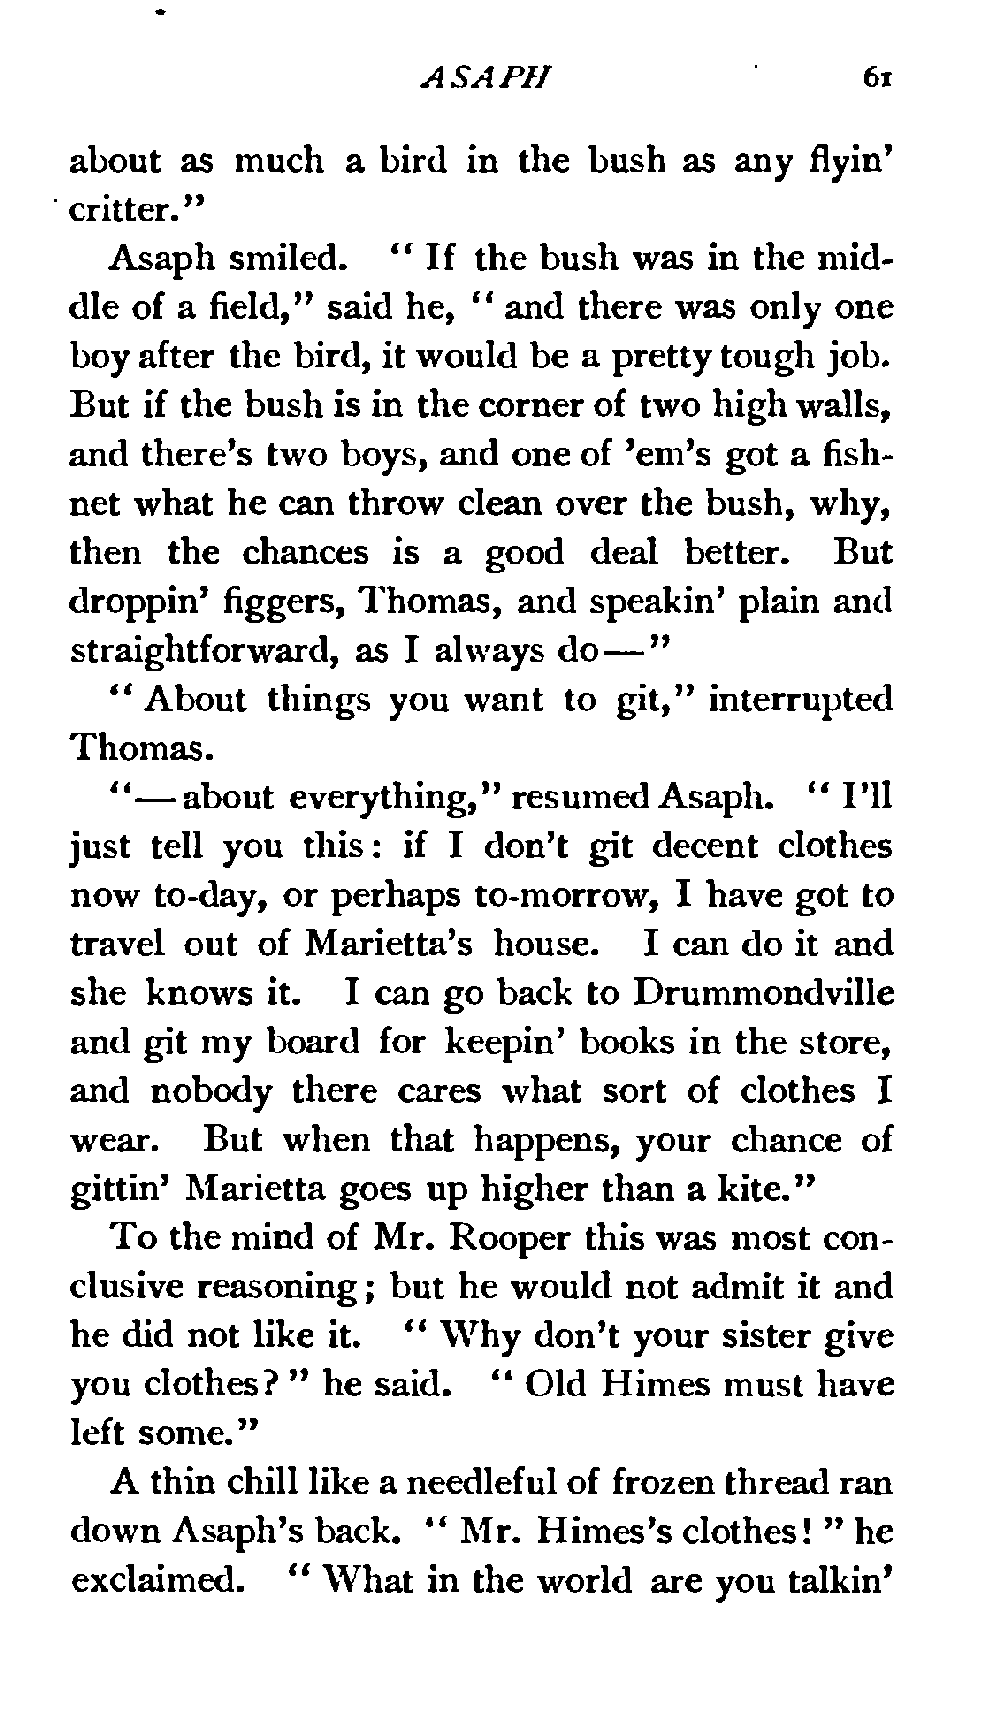 ASAPH 61
about as much a bird in the bush as any flyin'
critter."
Asaph smiled. "If the bush was in the mid-
dle of a field," said he, "and there was only one
boy after the bird, it would be a pretty tough job.
But if the bush is in the corner of two high walls,
and there's two boys, and one of 'em's got a fish-
net what he can throw clean over the bush, why,
then the chances is a good deal better. But
droppin' figgers, Thomas, and speakin' plain and
straightforward, as I always do—"
"About things you want to git," interrupted
Thomas.
"—about everything," resumed Asaph. "I'll
just tell you this: if I don't git decent clothes
now to-day, or perhaps to-morrow, I have got to
travel out of Marietta's house. I can do it and
she knows it. I can go back to Drummondville
and git my board for keepin' books in the store,
and nobody there cares what sort of clothes I
wear. But when that happens, your chance of
gittin' Marietta goes up higher than a kite."
To the mind of Mr. Rooper this was most con-
clusive reasoning; but he would not admit it and
he did not like it. "Why don't your sister give
you clothes?" he said. "Old Himes must have
left some."
A thin chill like a needleful of frozen thread ran
down Asaph's back. "Mr. Himes's clothes!" he
exclaimed. "What in the world are you talkin'